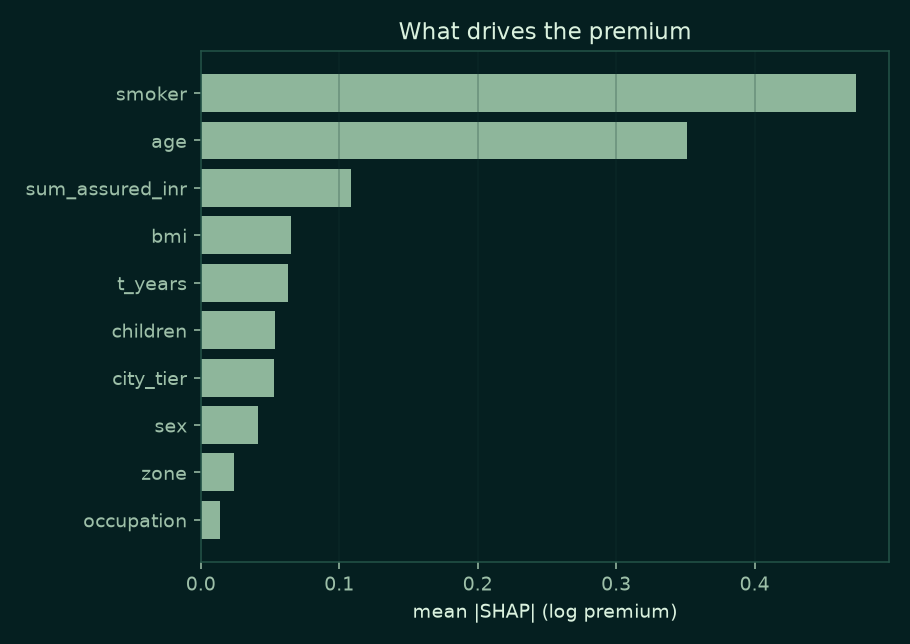 What drives the premium
smoker
age
sum_assured_inr
bmi
t_years
children
city_tier
sex
zone
occupation
0.0 0.1 0.2 0.3 0.4
mean |SHAP| (log premium)